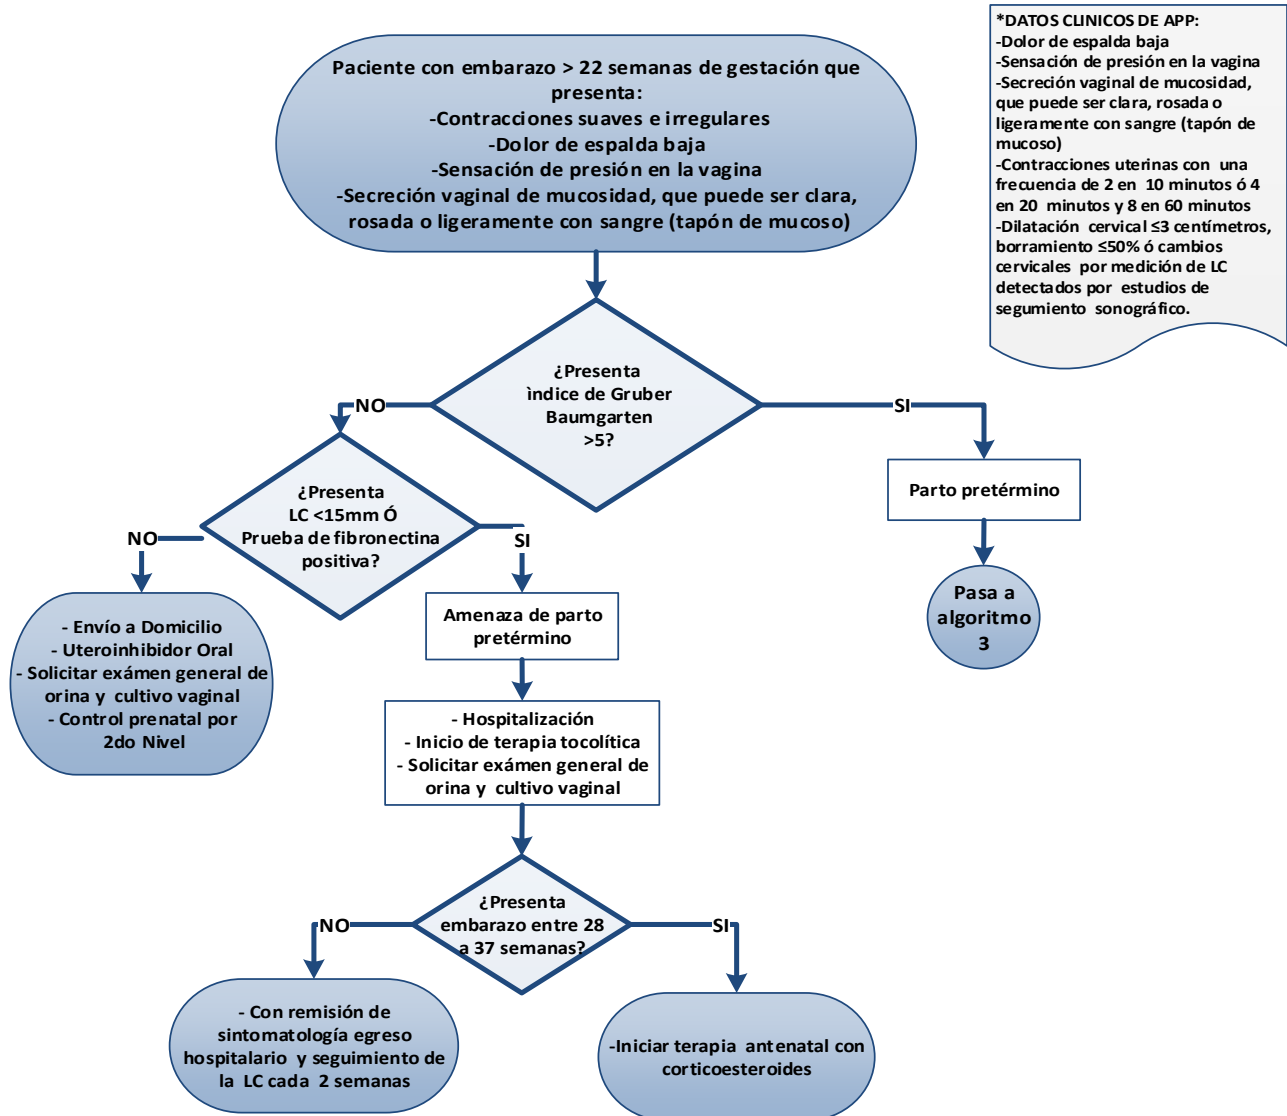 Paciente con embarazo > 22 semanas de gestación que
presenta:
-Contracciones suaves e irregulares
-Dolor de espalda baja
-Sensación de presión en la vagina
-Secreción vaginal de mucosidad, que puede ser clara,
rosada o ligeramente con sangre (tapón de mucoso)
*DATOS CLINICOS DE APP:
-Dolor de espalda baja
-Sensación de presión en la vagina
-Secreción vaginal de mucosidad,
que puede ser clara, rosada o
ligeramente con sangre (tapón de
mucoso)
-Contracciones uterinas con una
frecuencia de 2 en 10 minutos ó 4
en 20 minutos y 8 en 60 minutos
-Dilatación cervical ≤3 centímetros,
borramiento ≤50% ó cambios
cervicales por medición de LC
detectados por estudios de
segumiento sonográfico.
¿Presenta
ìndice de Gruber
Baumgarten
>5?
NO
SI
¿Presenta
LC <15mm Ó
Prueba de fibronectina
positiva?
Parto pretérmino
NO
SI
Pasa a
algoritmo
3
- Envío a Domicilio
- Uteroinhibidor Oral
- Solicitar exámen general de
orina y cultivo vaginal
- Control prenatal por
2do Nivel
Amenaza de parto
pretérmino
- Hospitalización
- Inicio de terapia tocolítica
- Solicitar exámen general de
orina y cultivo vaginal
¿Presenta
embarazo entre 28
a 37 semanas?
NO
SI
- Con remisión de
sintomatología egreso
hospitalario y seguimiento de
la LC cada 2 semanas
-Iniciar terapia antenatal con
corticoesteroides